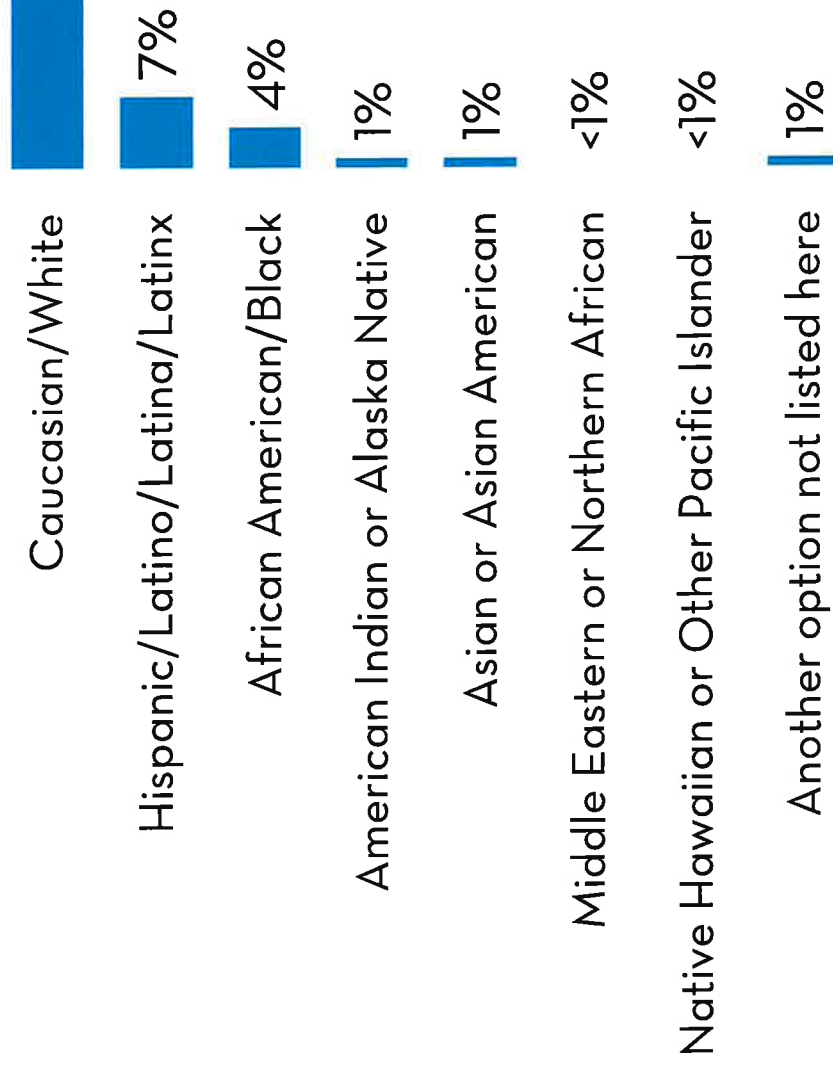 Caucasian/White
Hispanic/Latino/Latina/Latinx 7%
African American/Black 4%
American Indian or Alaska Native 1%
Asian or Asian American 1%
Middle Eastern or Northern African <1%
Native Hawaiian or Other Pacific Islander <1%
Another option not listed here 1%